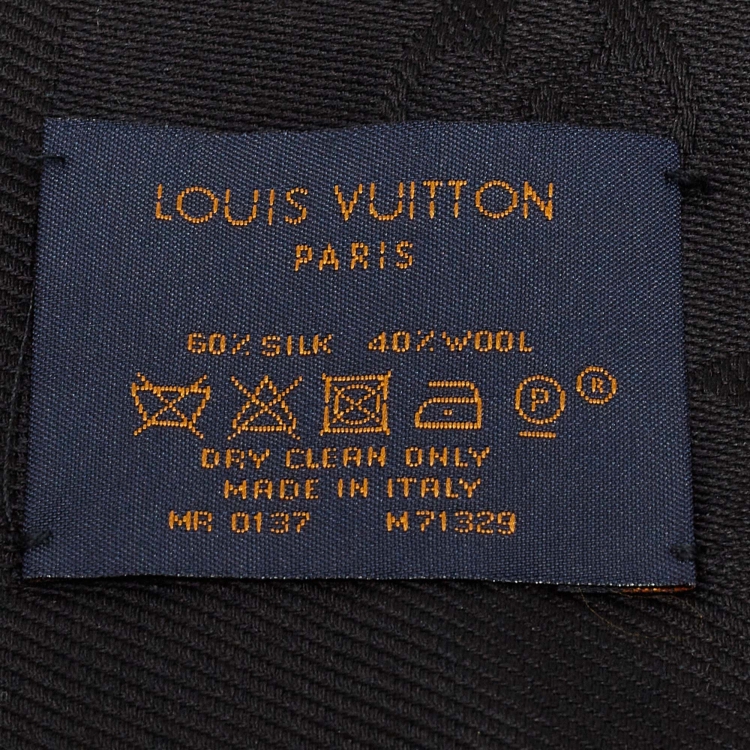 LOUIS VUITTON
PARIS
60% SILK 40% WOOL
P ®
DRY CLEAN ONLY
MADE IN ITALY
MR 0137 M71329